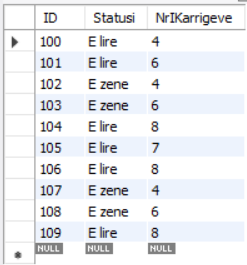 ID Statusi NrIKarrigeve
100 E lire 4
101 E lire 6
102 E zene 4
103 E zene 6
104 E lire 8
105 E lire 7
106 E lire 8
107 E zene 4
108 E zene 6
109 E lire 8
NULL NULL NULL